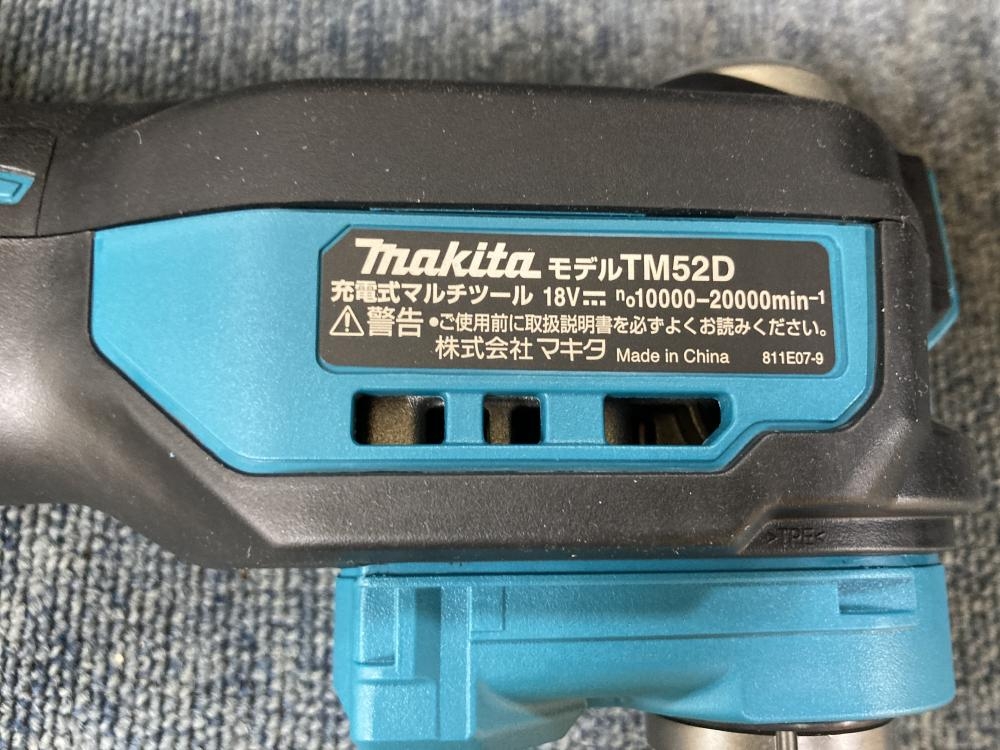 makita モデルTM52D
充電式マルチツール 18V⎓ n₀10000-20000min⁻¹
⚠警告 •ご使用前に取扱説明書を必ずよくお読みください。
株式会社マキタ Made in China 811E07-9
>TPE<